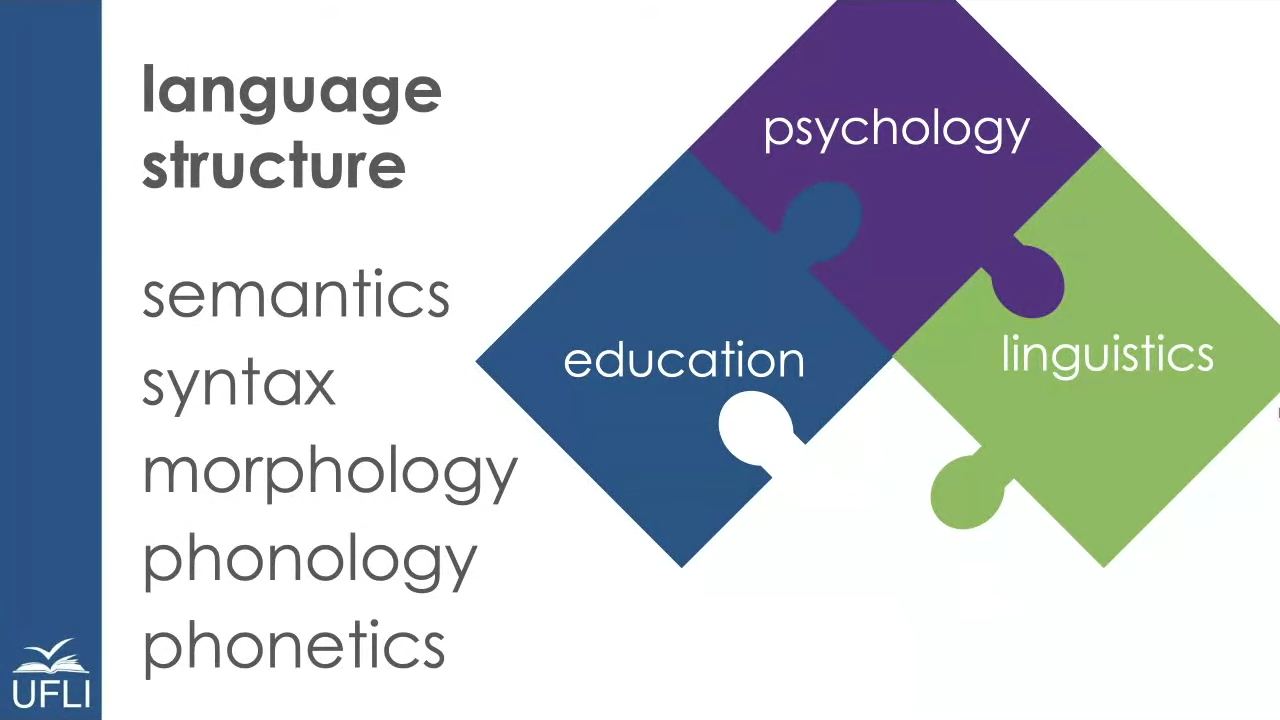 language
structure
semantics
syntax
morphology
phonology
phonetics
psychology
education
linguistics
UFLI